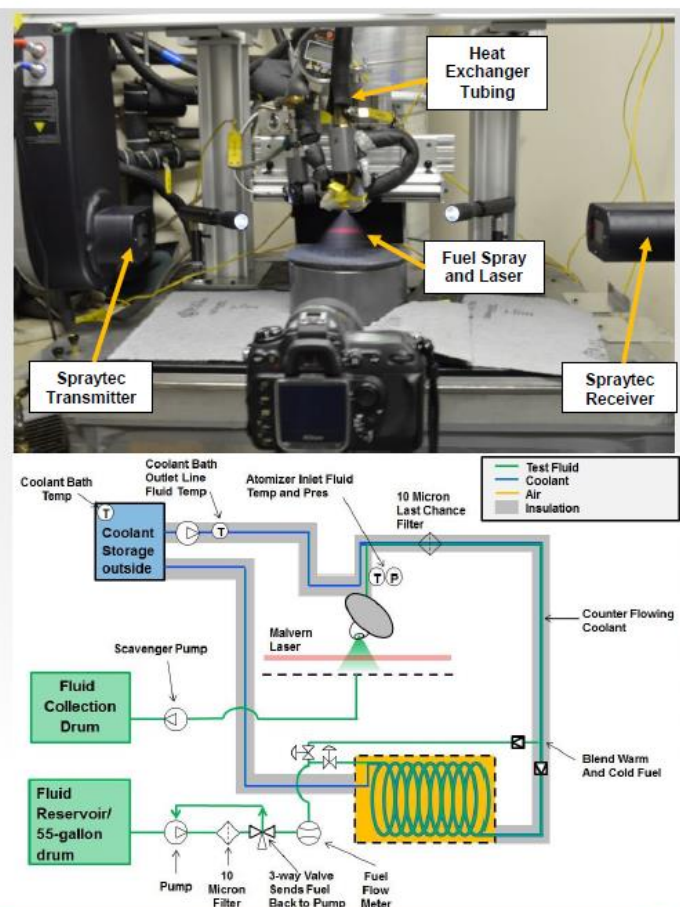 Heat
Exchanger
Tubing
Fuel Spray
and Laser
Spraytec
Transmitter
Spraytec
Receiver
Nikon
Coolant Bath
Temp
Coolant Bath
Outlet Line
Fluid Temp
Atomizer Inlet Fluid
Temp and Pres
10 Micron
Last Chance
Filter
Test Fluid
Coolant
Air
Insulation
T
T
Coolant
Storage
outside
T P
Counter Flowing
Coolant
Malvern
Laser
Scavenger Pump
Fluid
Collection
Drum
Blend Warm
And Cold Fuel
Fluid
Reservoir/
55-gallon
drum
Pump
10
Micron
Filter
3-way Valve
Sends Fuel
Back to Pump
Fuel
Flow
Meter